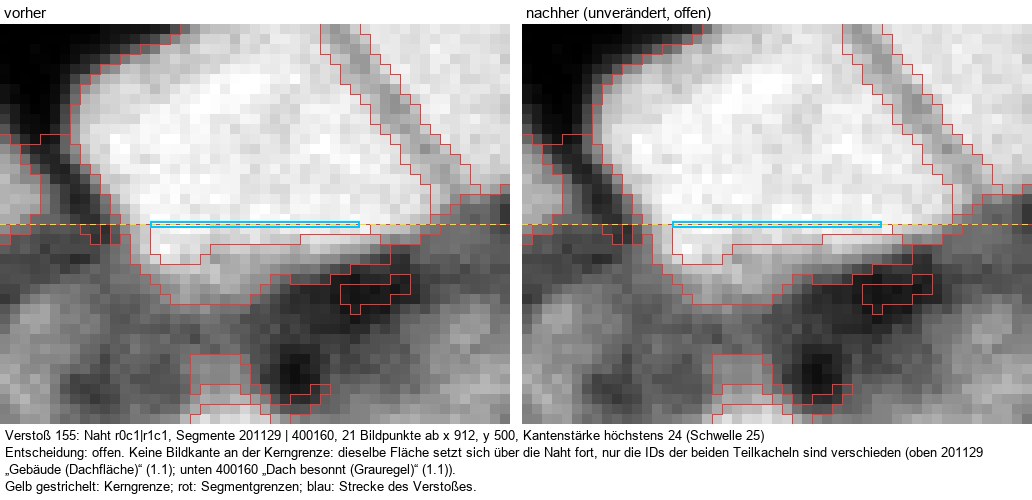 vorher
nachher (unverändert, offen)
Verstoß 155: Naht r0c1|r1c1, Segmente 201129 | 400160, 21 Bildpunkte ab x 912, y 500, Kantenstärke höchstens 24 (Schwelle 25)
Entscheidung: offen. Keine Bildkante an der Kerngrenze: dieselbe Fläche setzt sich über die Naht fort, nur die IDs der beiden Teilkacheln sind verschieden (oben 201129
„Gebäude (Dachfläche)“ (1.1); unten 400160 „Dach besonnt (Grauregel)“ (1.1)).
Gelb gestrichelt: Kerngrenze; rot: Segmentgrenzen; blau: Strecke des Verstoßes.